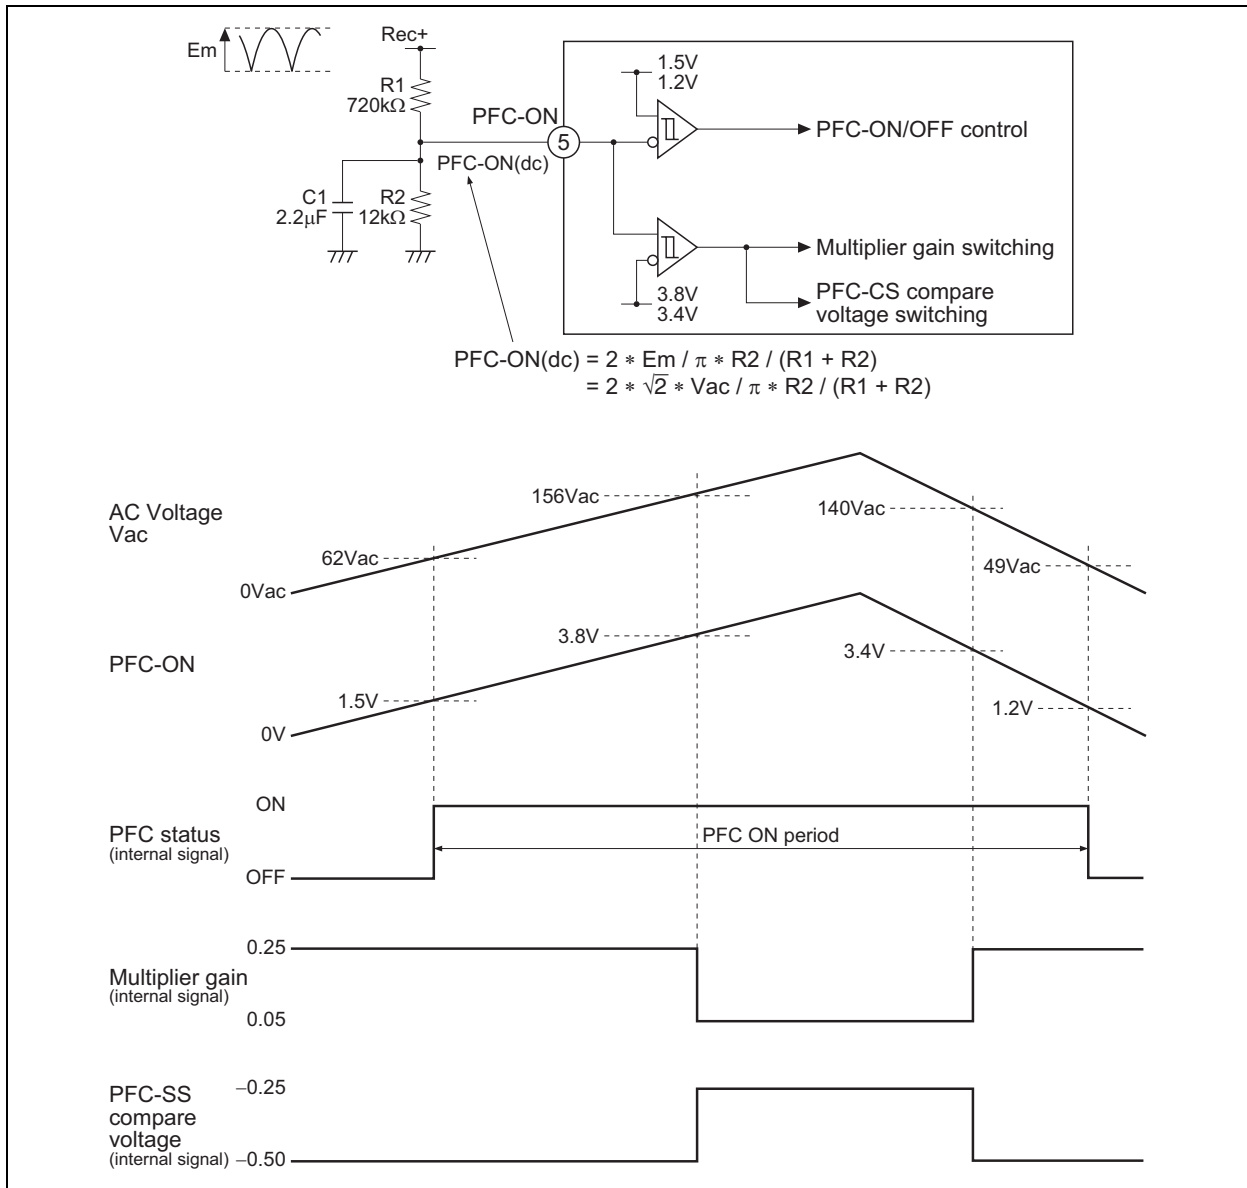 Em
Rec+
R1
720kΩ
PFC-ON
5
PFC-ON(dc)
C1
2.2μF
R2
12kΩ
1.5V
1.2V
PFC-ON/OFF control
Multiplier gain switching
3.8V
3.4V
PFC-CS compare
voltage switching
PFC-ON(dc) = 2 * Em / π * R2 / (R1 + R2)
= 2 * √2 * Vac / π * R2 / (R1 + R2)
AC Voltage
Vac
156Vac
140Vac
62Vac
49Vac
0Vac
PFC-ON
3.8V
3.4V
1.5V
1.2V
0V
PFC status
(internal signal)
ON
PFC ON period
OFF
Multiplier gain
(internal signal)
0.25
0.05
PFC-SS
compare
voltage
(internal signal)
−0.25
−0.50